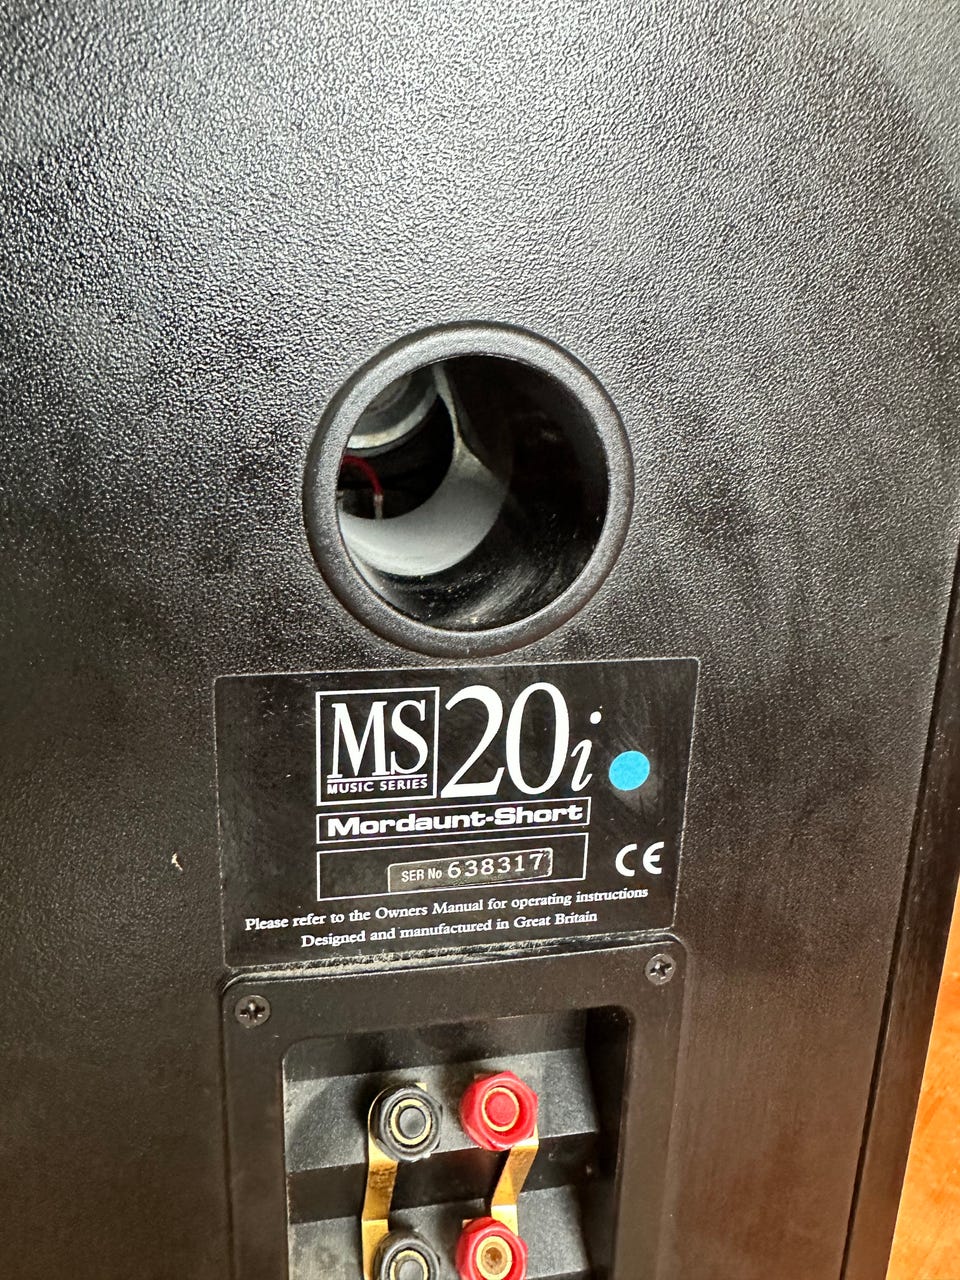 MS 20i
MUSIC SERIES
Mordaunt-Short
SER No 638317
CE
Please refer to the Owners Manual for operating instructions
Designed and manufactured in Great Britain